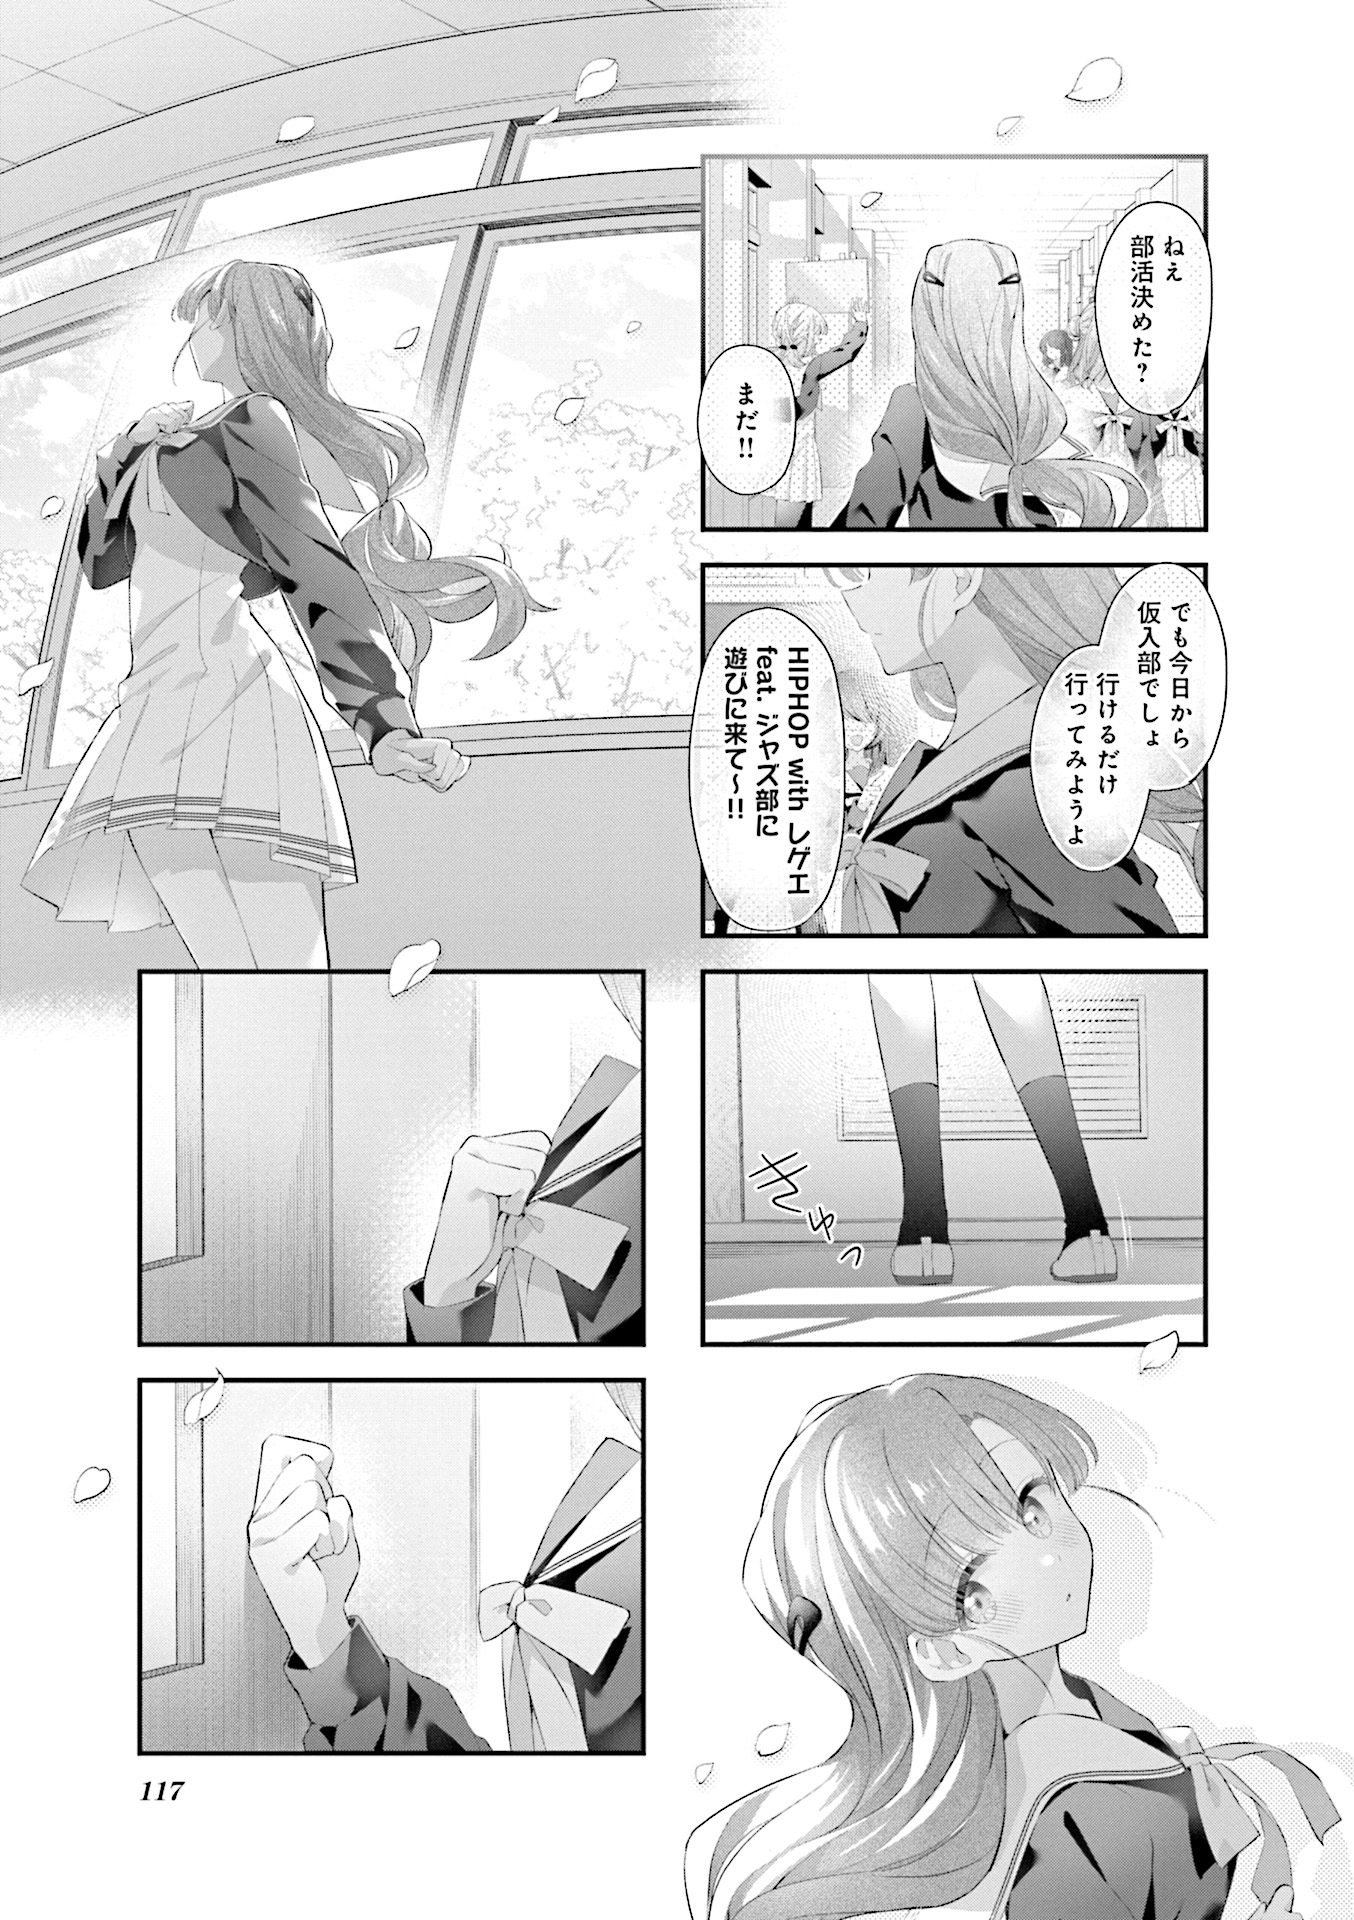 ねえ
部活決めた?
まだ!!
でも今日から
仮入部でしょ
行けるだけ
行ってみようよ
HIPHOP with レゲエ
feat. ジャズ部に
遊びに来て〜!!
きゅっ
117